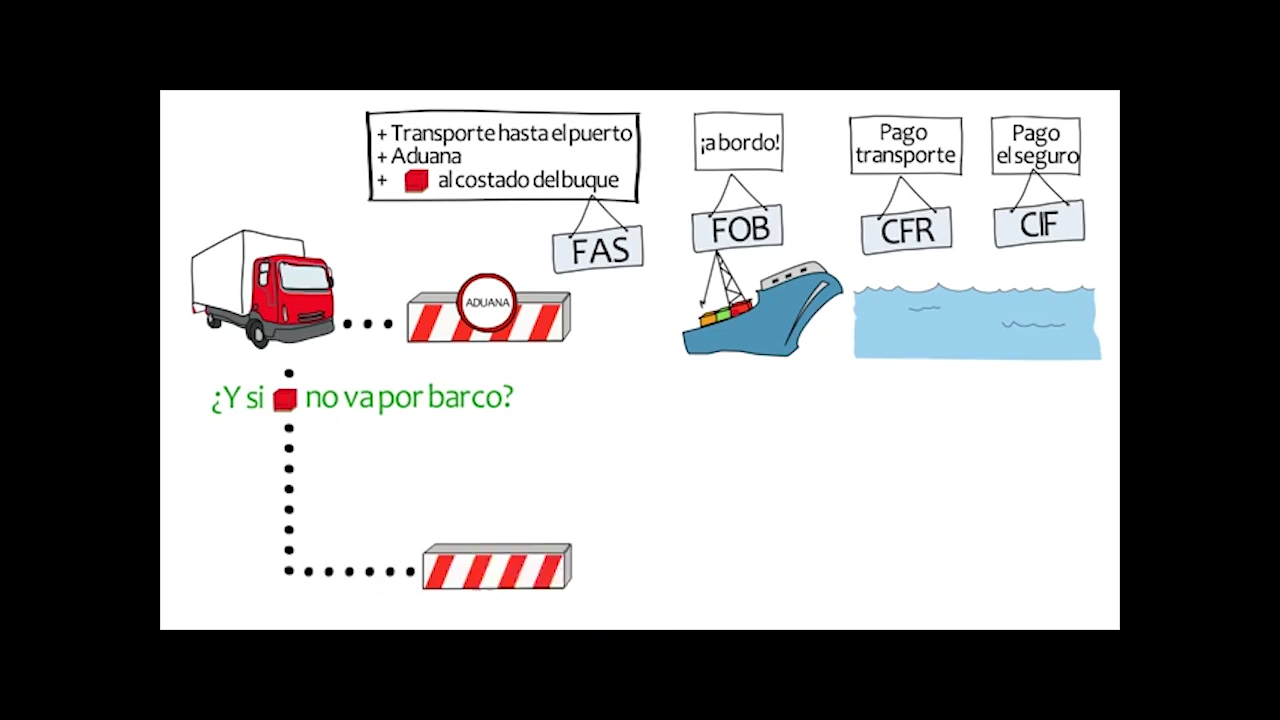 + Transporte hasta el puerto
+ Aduana
+ al costado del buque
FAS
¡a bordo!
FOB
Pago
transporte
CFR
Pago
el seguro
CIF
ADUANA
¿Y si no va por barco?